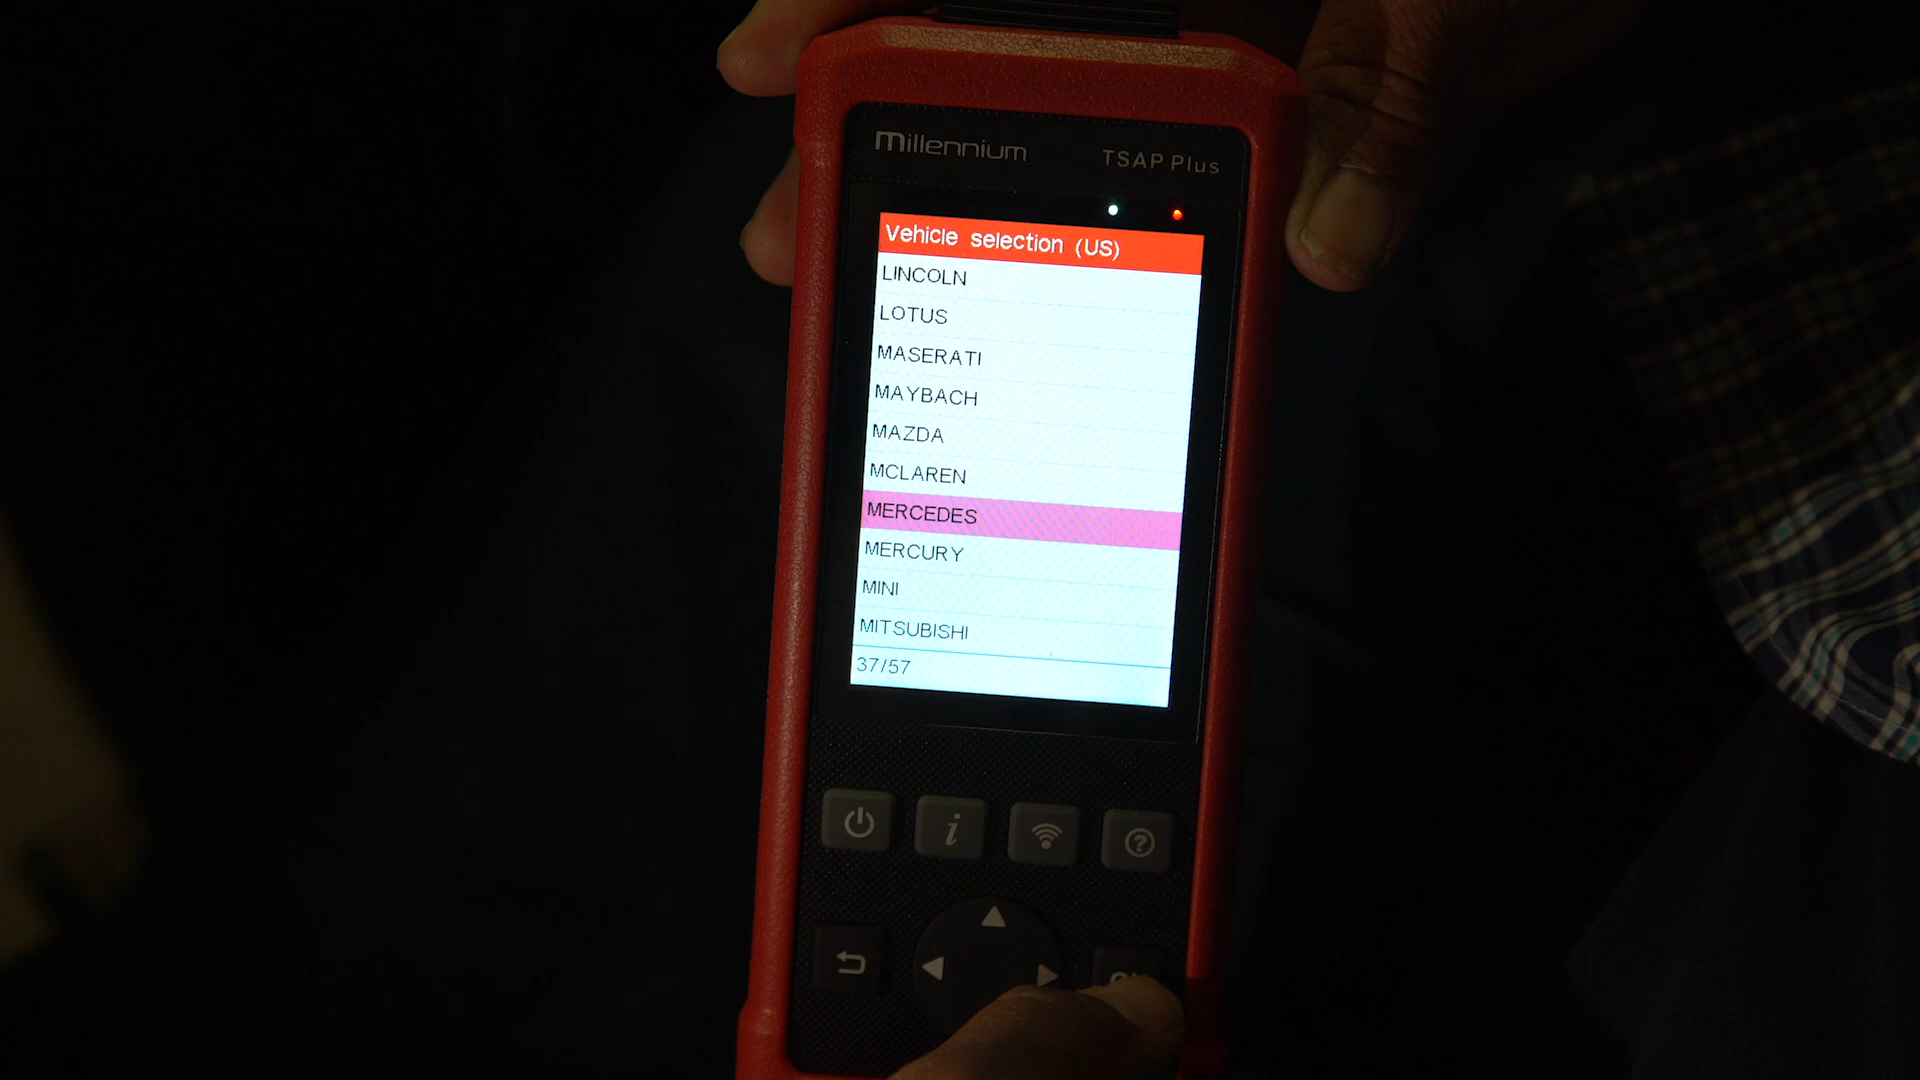 Millennium
TSAP Plus
Vehicle selection (US)
LINCOLN
LOTUS
MASERATI
MAYBACH
MAZDA
MCLAREN
MERCEDES
MERCURY
MINI
MITSUBISHI
37/57
i
?